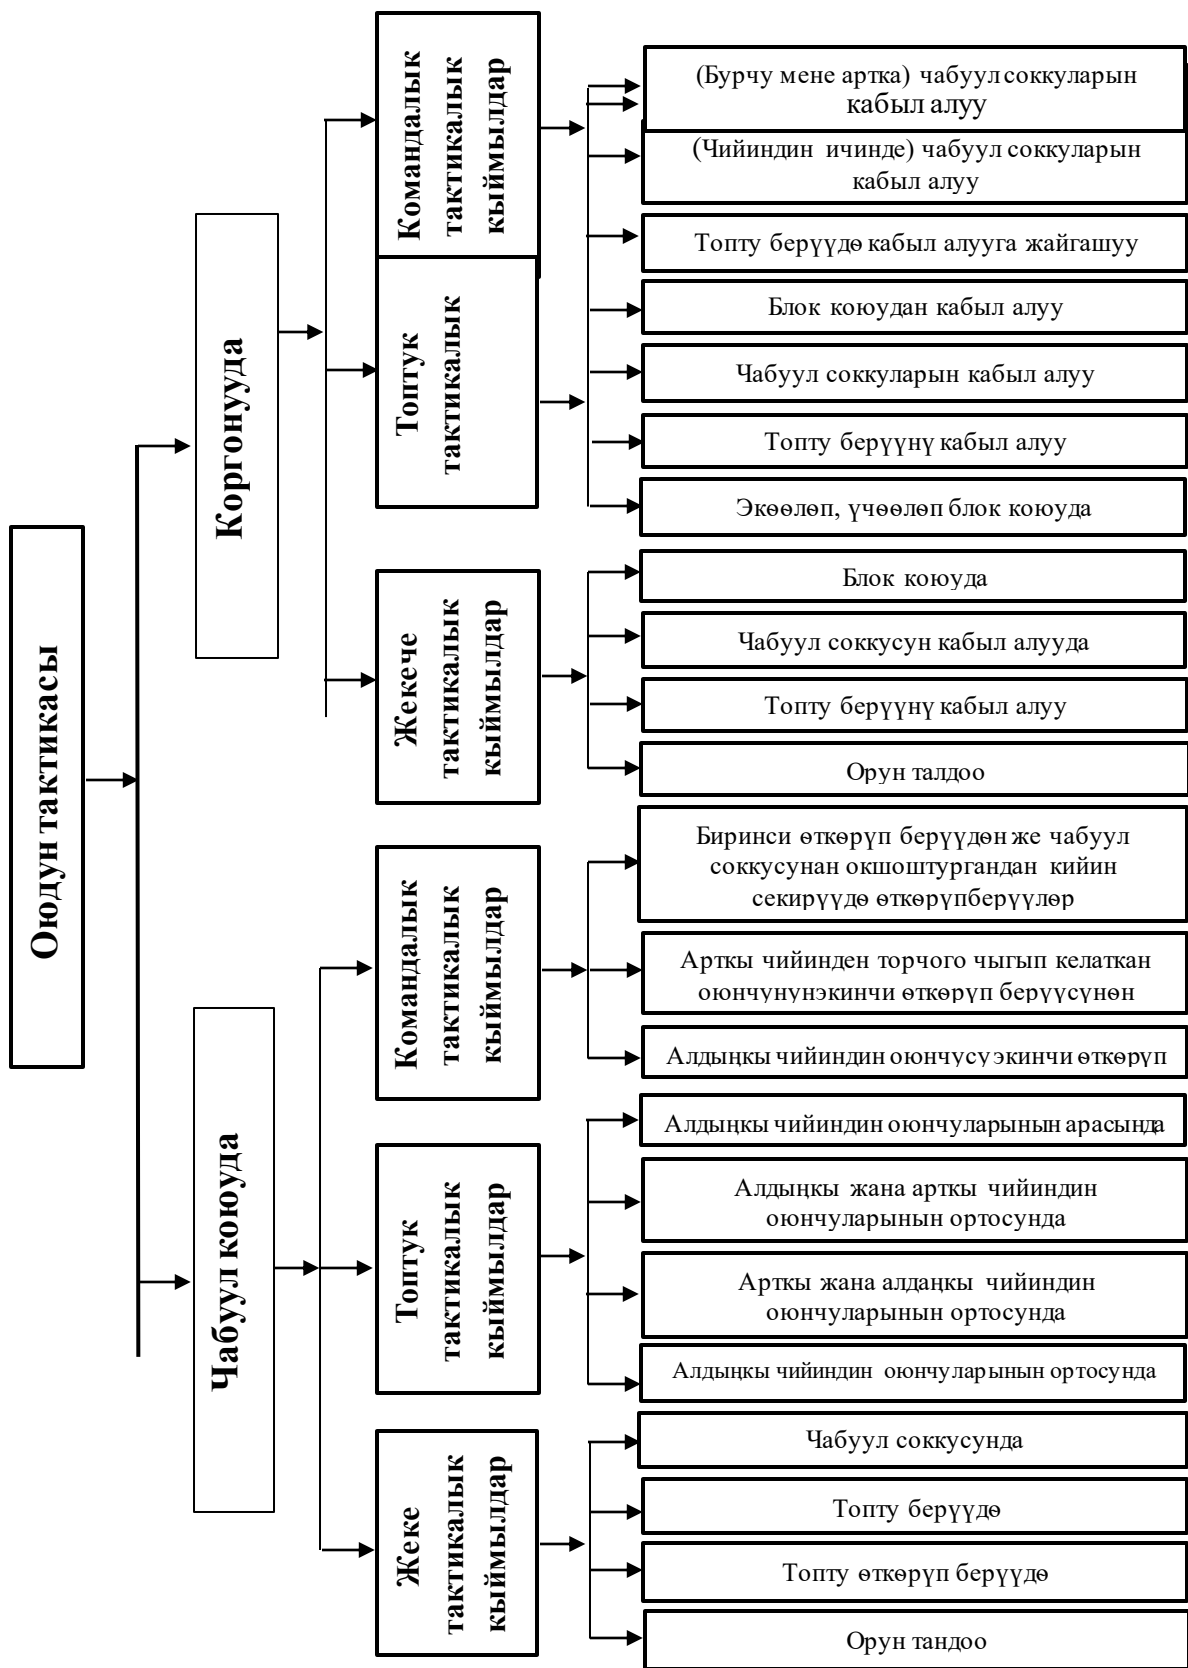 Оюдун тактикасы
Коргонууда
Командалык
тактикалык
кыймылдар
(Бурчу мене артка) чабуул соккуларын
кабыл алуу
(Чийиндин ичинде) чабуул соккуларын
кабыл алуу
Топту берүүдө кабыл алууга жайгашуу
Топтук
тактикалык
Блок коюудан кабыл алуу
Чабуул соккуларын кабыл алуу
Топту берүүнү кабыл алуу
Экөөлөп, үчөөлөп блок коюуда
Жекече
тактикалык
кыймылдар
Блок коюуда
Чабуул соккусун кабыл алууда
Топту берүүнү кабыл алуу
Орун талдоо
Чабуул коюуда
Командалык
тактикалык
кыймылдар
Биринси өткөрүп берүүдөн же чабуул
соккусунан окшоштургандан кийин
секирүүдө өткөрүпберүүлөр
Арткы чийинден торчого чыгып келаткан
оюнчунунэкинчи өткөрүп берүүсүнөн
Алдыңкы чийиндин оюнчусу экинчи өткөрүп
Топтук
тактикалык
кыймылдар
Алдыңкы чийиндин оюнчуларынын арасында
Алдыңкы жана арткы чийиндин
оюнчуларынын ортосунда
Арткы жана алдаңкы чийиндин
оюнчуларынын ортосунда
Алдыңкы чийиндин оюнчуларынын ортосунда
Жеке
тактикалык
кыймылдар
Чабуул соккусунда
Топту берүүдө
Топту өткөрүп берүүдө
Орун тандоо